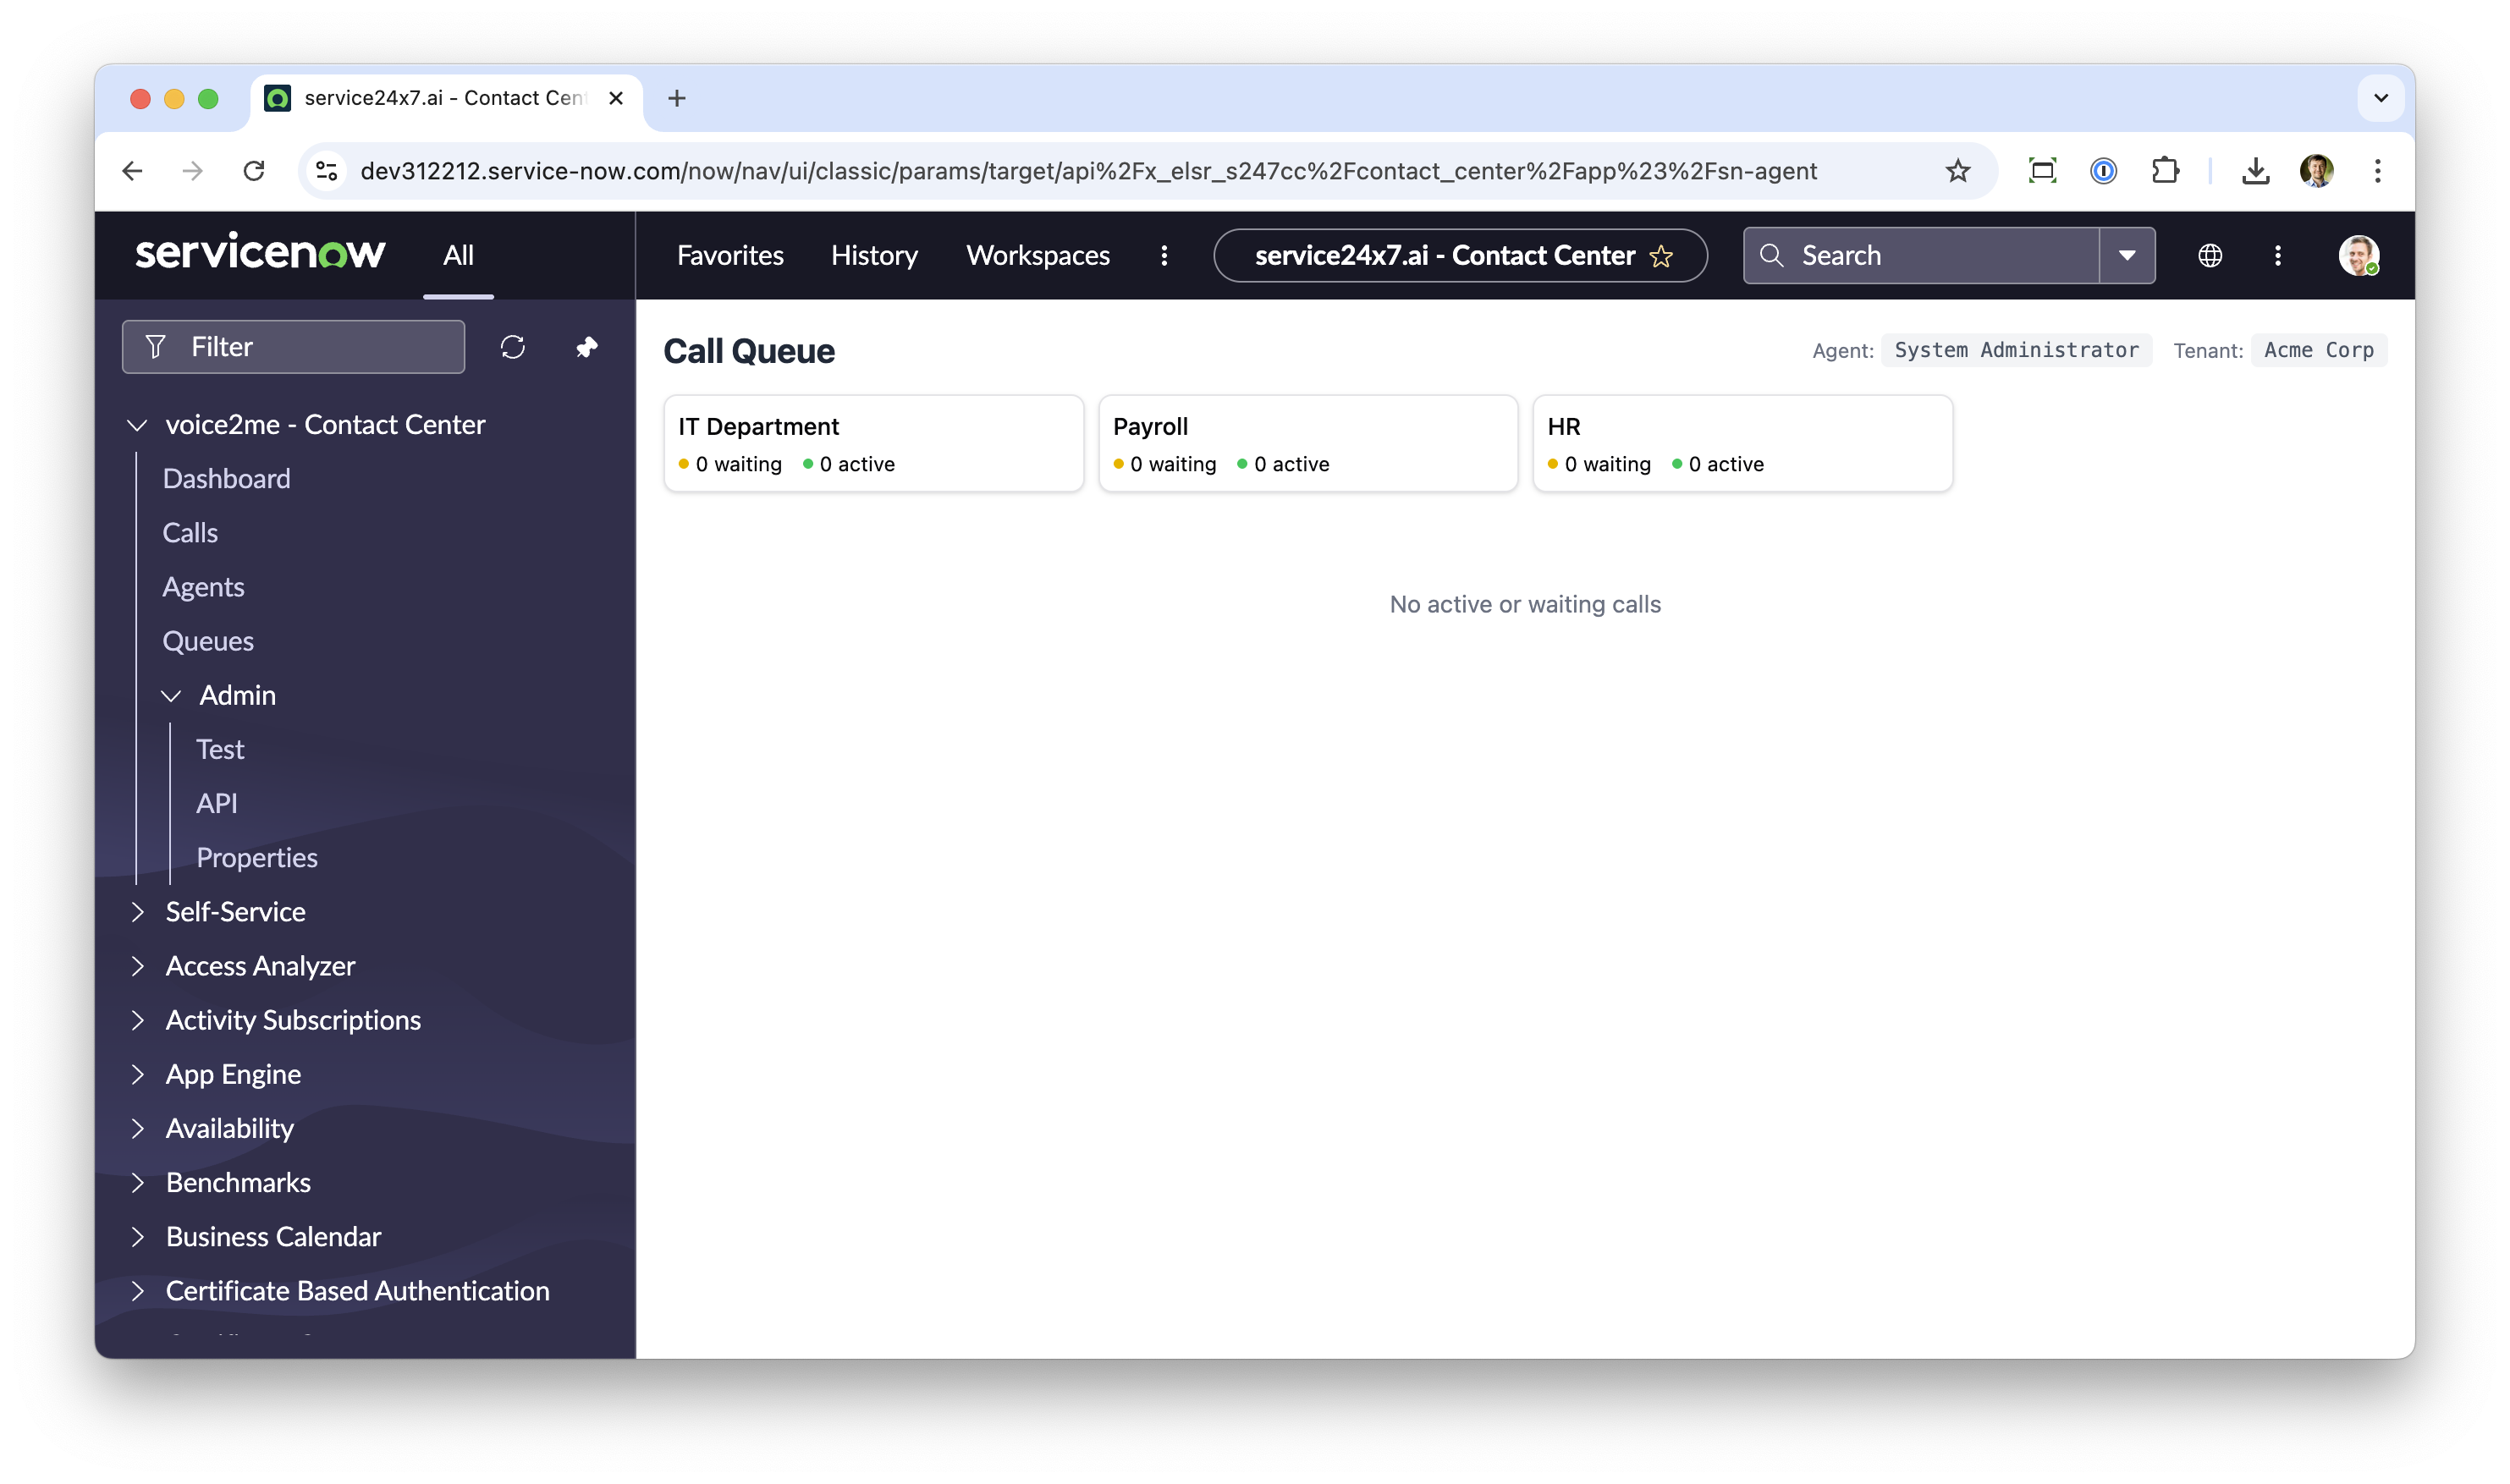 service24x7.ai - Contact Cen
dev312212.service-now.com/now/nav/ui/classic/params/target/api%2Fx_elsr_s247cc%2Fcontact_center%2Fapp%23%2Fsn-agent
servicenow
All
Favorites
History
Workspaces
service24x7.ai - Contact Center
Search
Filter
voice2me - Contact Center
Dashboard
Calls
Agents
Queues
Admin
Test
API
Properties
Self-Service
Access Analyzer
Activity Subscriptions
App Engine
Availability
Benchmarks
Business Calendar
Certificate Based Authentication
Call Queue
Agent: System Administrator Tenant: Acme Corp
IT Department
0 waiting 0 active
Payroll
0 waiting 0 active
HR
0 waiting 0 active
No active or waiting calls